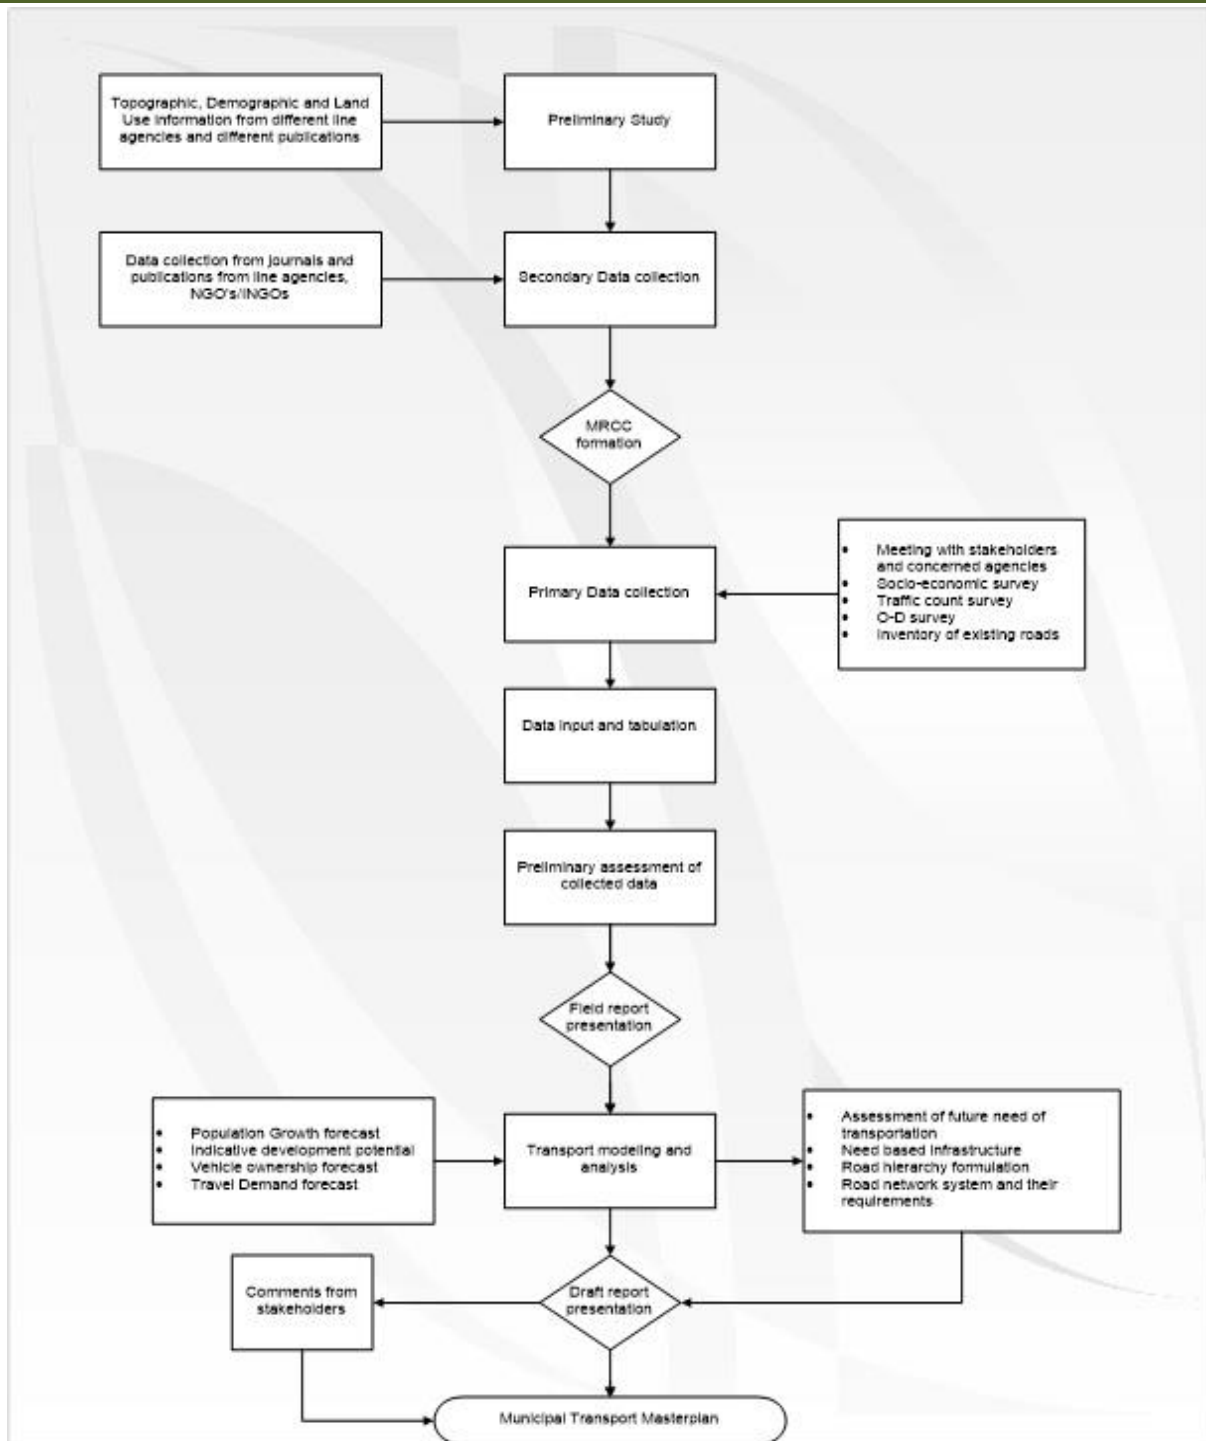 Topographic, Demographic and Land
Use information from different line
agencies and different publications
Preliminary Study
Data collection from journals and
publications from line agencies,
NGO's/INGOs
Secondary Data collection
MRCC
formation
Primary Data collection
• Meeting with stakeholders
and concerned agencies
• Socio-economic survey
• Traffic count survey
• O-D survey
• Inventory of existing roads
Data input and tabulation
Preliminary assessment of
collected data
Field report
presentation
• Population Growth forecast
• Indicative development potential
• Vehicle ownership forecast
• Travel Demand forecast
Transport modeling and
analysis
• Assessment of future need of
transportation
• Need based infrastructure
• Road hierarchy formulation
• Road network system and their
requirements
Comments from
stakeholders
Draft report
presentation
Municipal Transport Masterplan